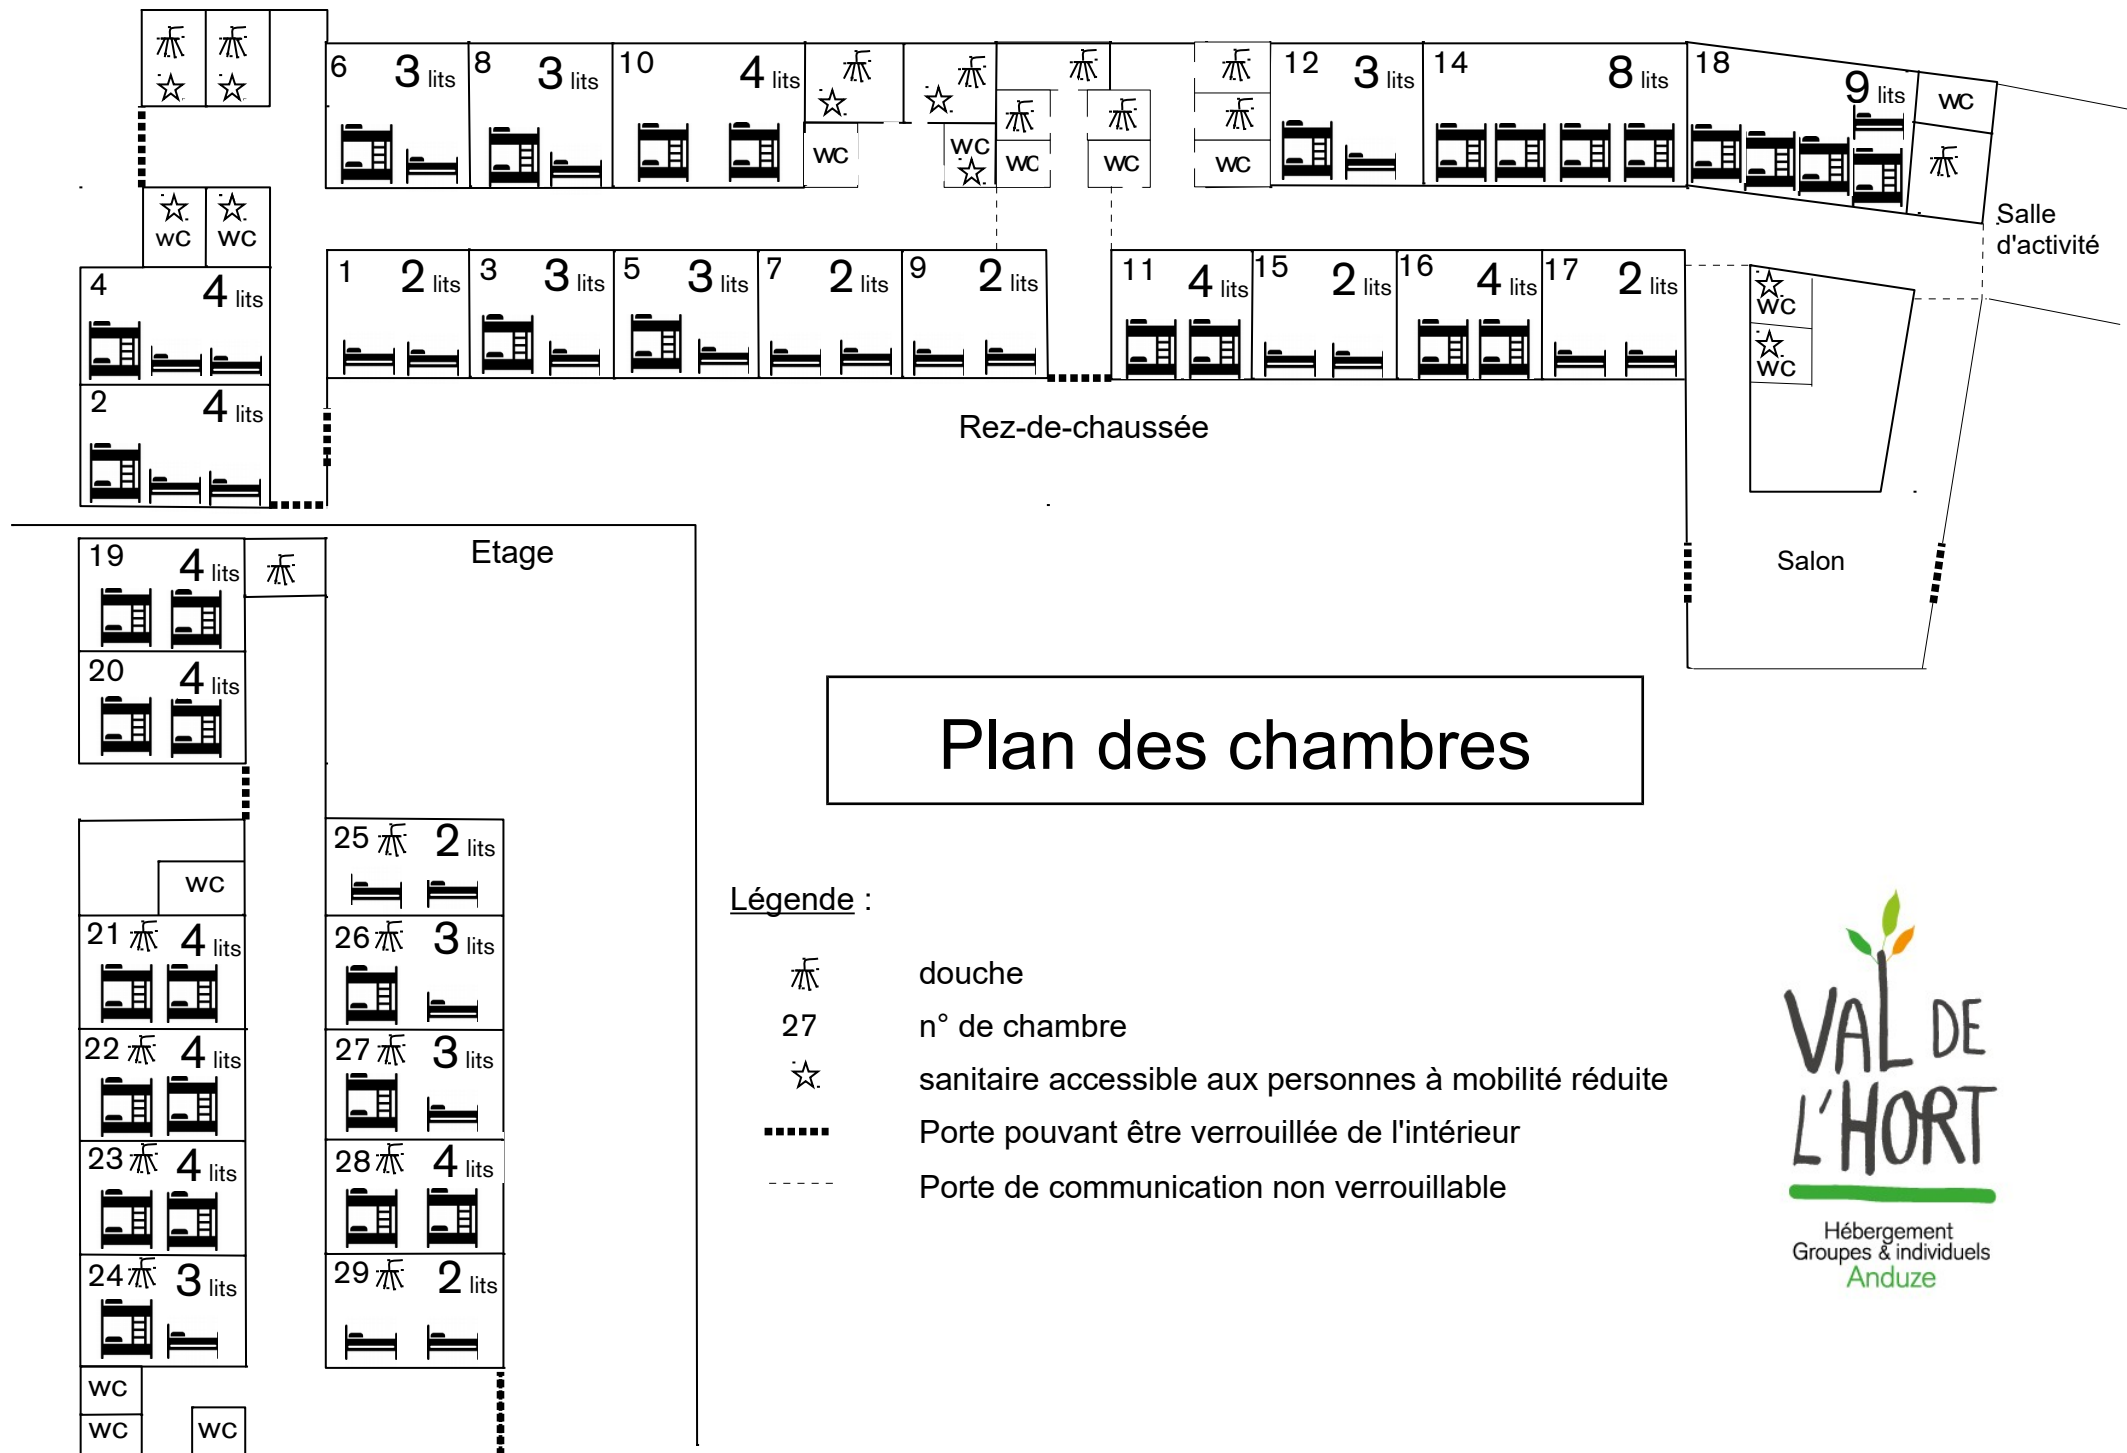 6 3 lits
8 3 lits
10 4 lits
12 3 lits
14 8 lits
18 9 lits
WC
WC
WC
WC
WC
WC
wC
WC
Salle
d'activité
4 4 lits
1 2 lits
3 3 lits
5 3 lits
7 2 lits
9 2 lits
11 4 lits
15 2 lits
16 4 lits
17 2 lits
WC
WC
2 4 lits
Rez-de-chaussée
Salon
Etage
19 4 lits
20 4 lits
Plan des chambres
25 2 lits
WC
21 4 lits
26 3 lits
22 4 lits
27 3 lits
23 4 lits
28 4 lits
24 3 lits
29 2 lits
WC
WC
WC
Légende :
douche
27 n° de chambre
sanitaire accessible aux personnes à mobilité réduite
Porte pouvant être verrouillée de l'intérieur
Porte de communication non verrouillable
VAL DE
L'HORT
Hébergement
Groupes & individuels
Anduze